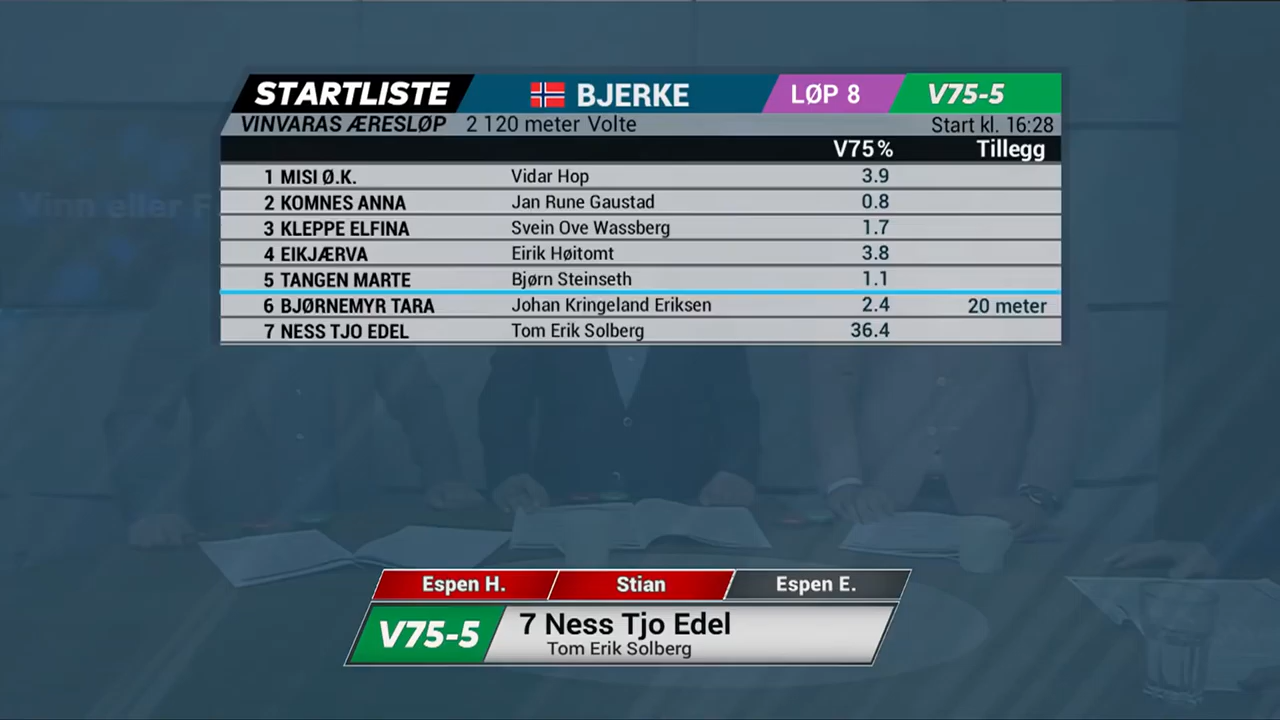 STARTLISTE BJERKE LØP 8 V75-5
VINVARAS ÆRESLØP 2 120 meter Volte Start kl. 16:28
V75% Tillegg
1 MISI Ø.K. Vidar Hop 3.9
2 KOMNES ANNA Jan Rune Gaustad 0.8
3 KLEPPE ELFINA Svein Ove Wassberg 1.7
4 EIKJÆRVA Eirik Høitomt 3.8
5 TANGEN MARTE Bjørn Steinseth 1.1
6 BJØRNEMYR TARA Johan Kringeland Eriksen 2.4 20 meter
7 NESS TJO EDEL Tom Erik Solberg 36.4
Vinn eller F
Espen H. Stian Espen E.
V75-5 7 Ness Tjo Edel
Tom Erik Solberg